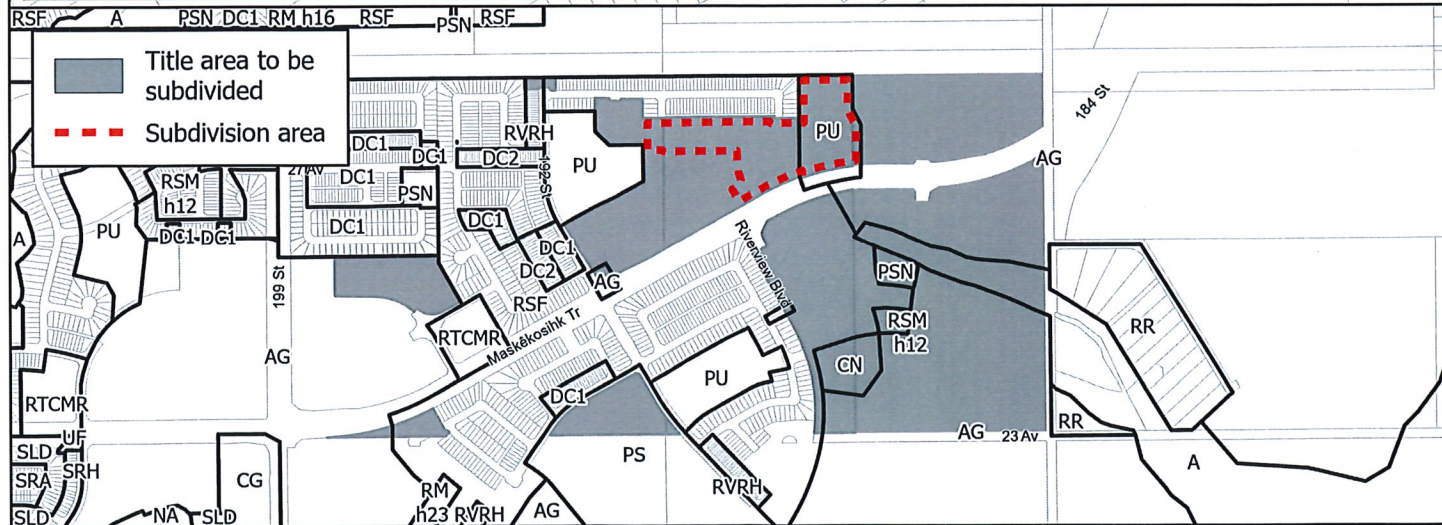 RSF
A
PSN
DC1
RM h16
RSF
PSN
RSF
Title area to be
subdivided
Subdivision area
DC1
DC1
27 Av
DC1
PSN
DC1
RVRH
DC2
192 St
PU
PU
184 St
AG
RSM
h12
PU
A
DC1
DC1
199 St
DC1
DC1
DC2
AG
RSF
RTCMR
Maskêkosihk Tr
Riverview Blvd
PSN
RSM
h12
CN
RR
AG
PU
DC1
RTCMR
UF
SLD
SRH
SRA
SLD
NA
SLD
CG
RM
h23
RVRH
AG
PS
RVRH
AG
23 Av
RR
A